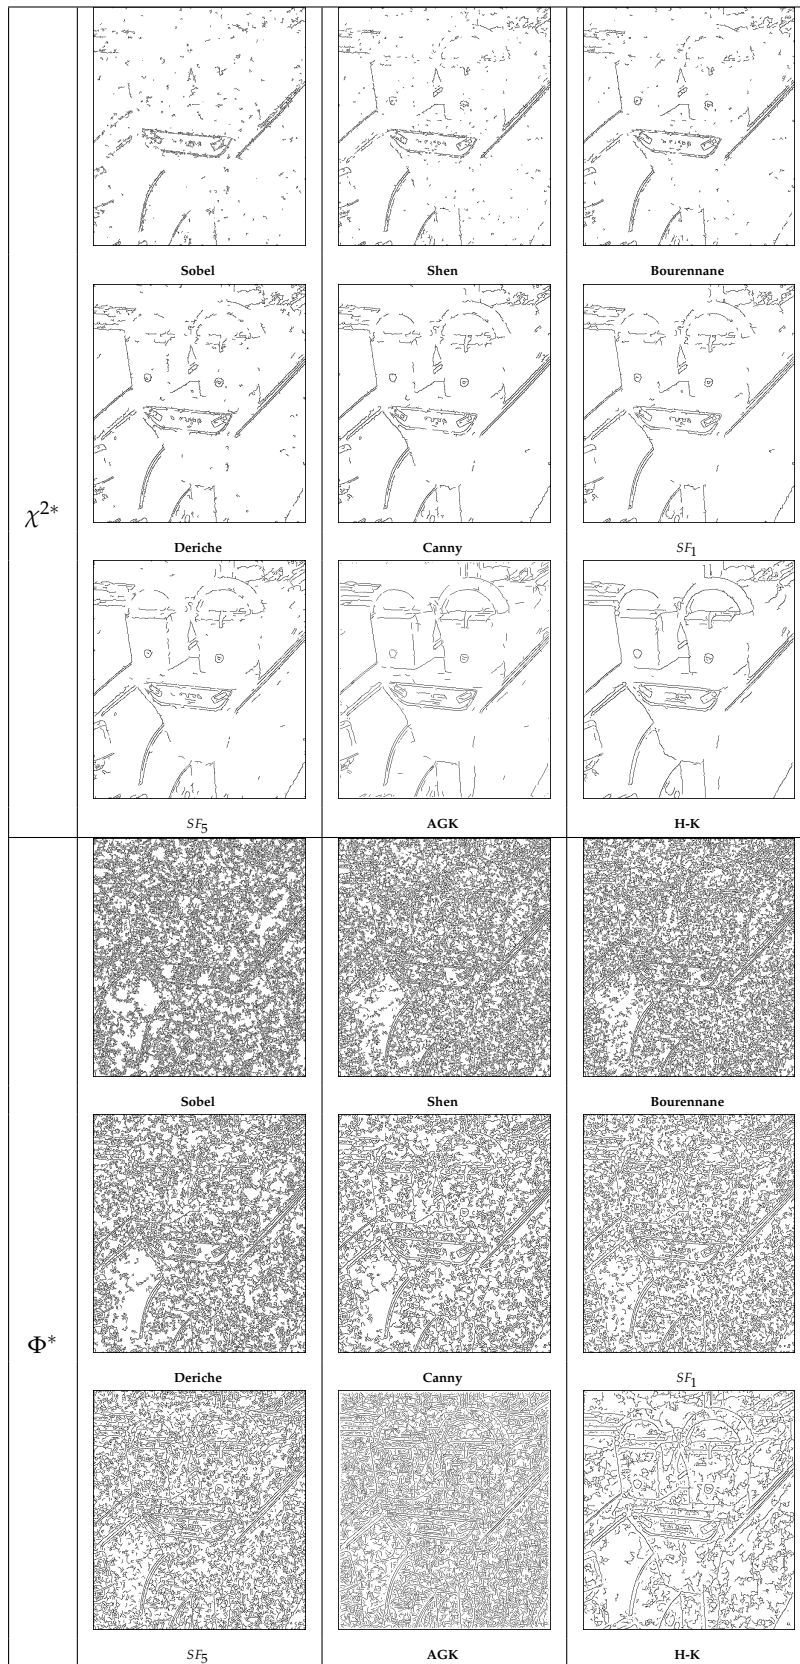 Sobel Shen Bourennane
Deriche Canny SF1
χ2*
SF5 AGK H-K
Sobel Shen Bourennane
Φ*
Deriche Canny SF1
SF5 AGK H-K